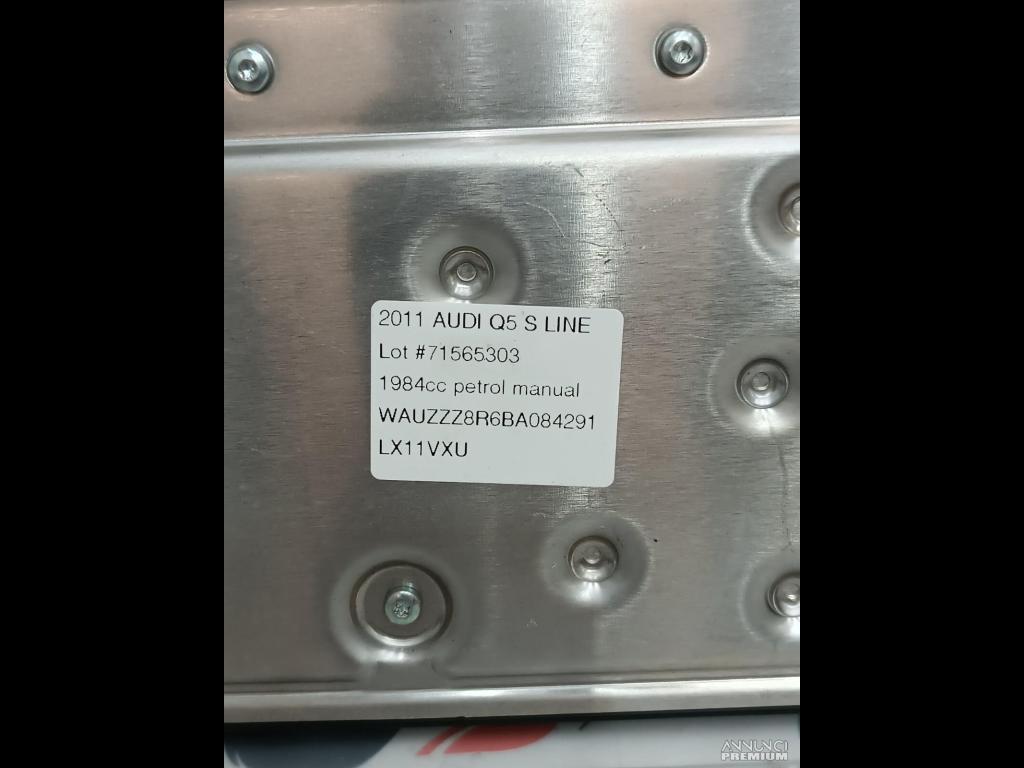 2011 AUDI Q5 S LINE
Lot #71565303
1984cc petrol manual
WAUZZZ8R6BA084291
LX11VXU
ANNUNCI
PREMIUM